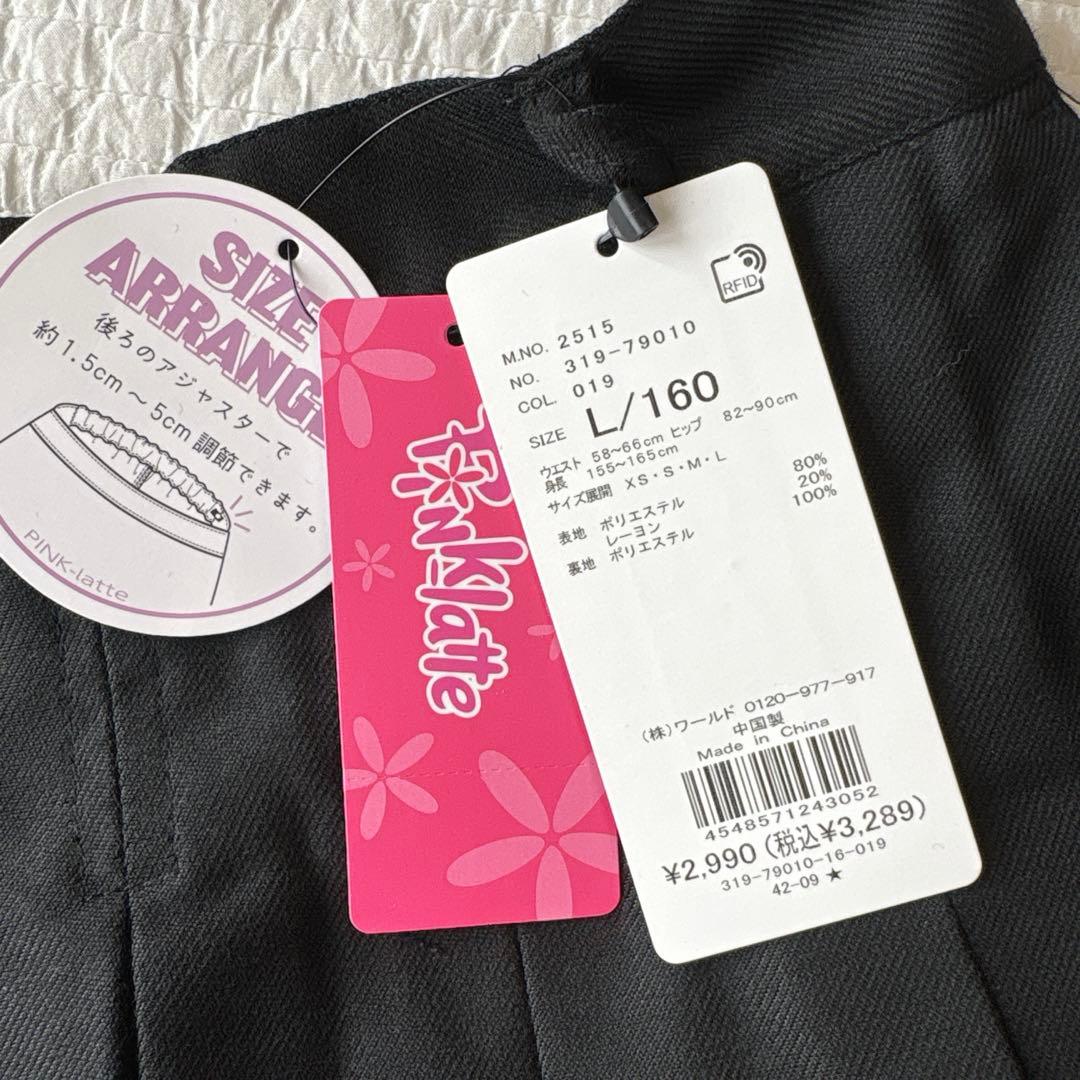 SIZE
ARRANG
後ろのアジャスターで
約1.5cm～5cm調節できます。
PINK-latte
PINKlatte
RFID
M.NO. 2515
NO. 319-79010
COL. 019
SIZE L/160
ウエスト 58~66cm ヒップ 82~90cm
身長 155~165cm
サイズ展開 XS・S・M・L
表地 ポリエステル 80%
レーヨン 20%
裏地 ポリエステル 100%
(株)ワールド 0120-977-917
中国製
Made in China
4548571243052
¥2,990(税込¥3,289)
319-79010-16-019
42-09 ★